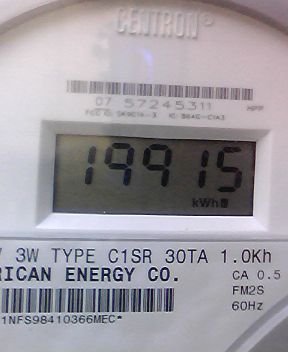 CENTRON®
07 57245311
19915
kWh
3W TYPE C1SR 30TA 1.0Kh
RICAN ENERGY CO. CA 0.5
FM2S
1NFS98410366MEC* 60Hz